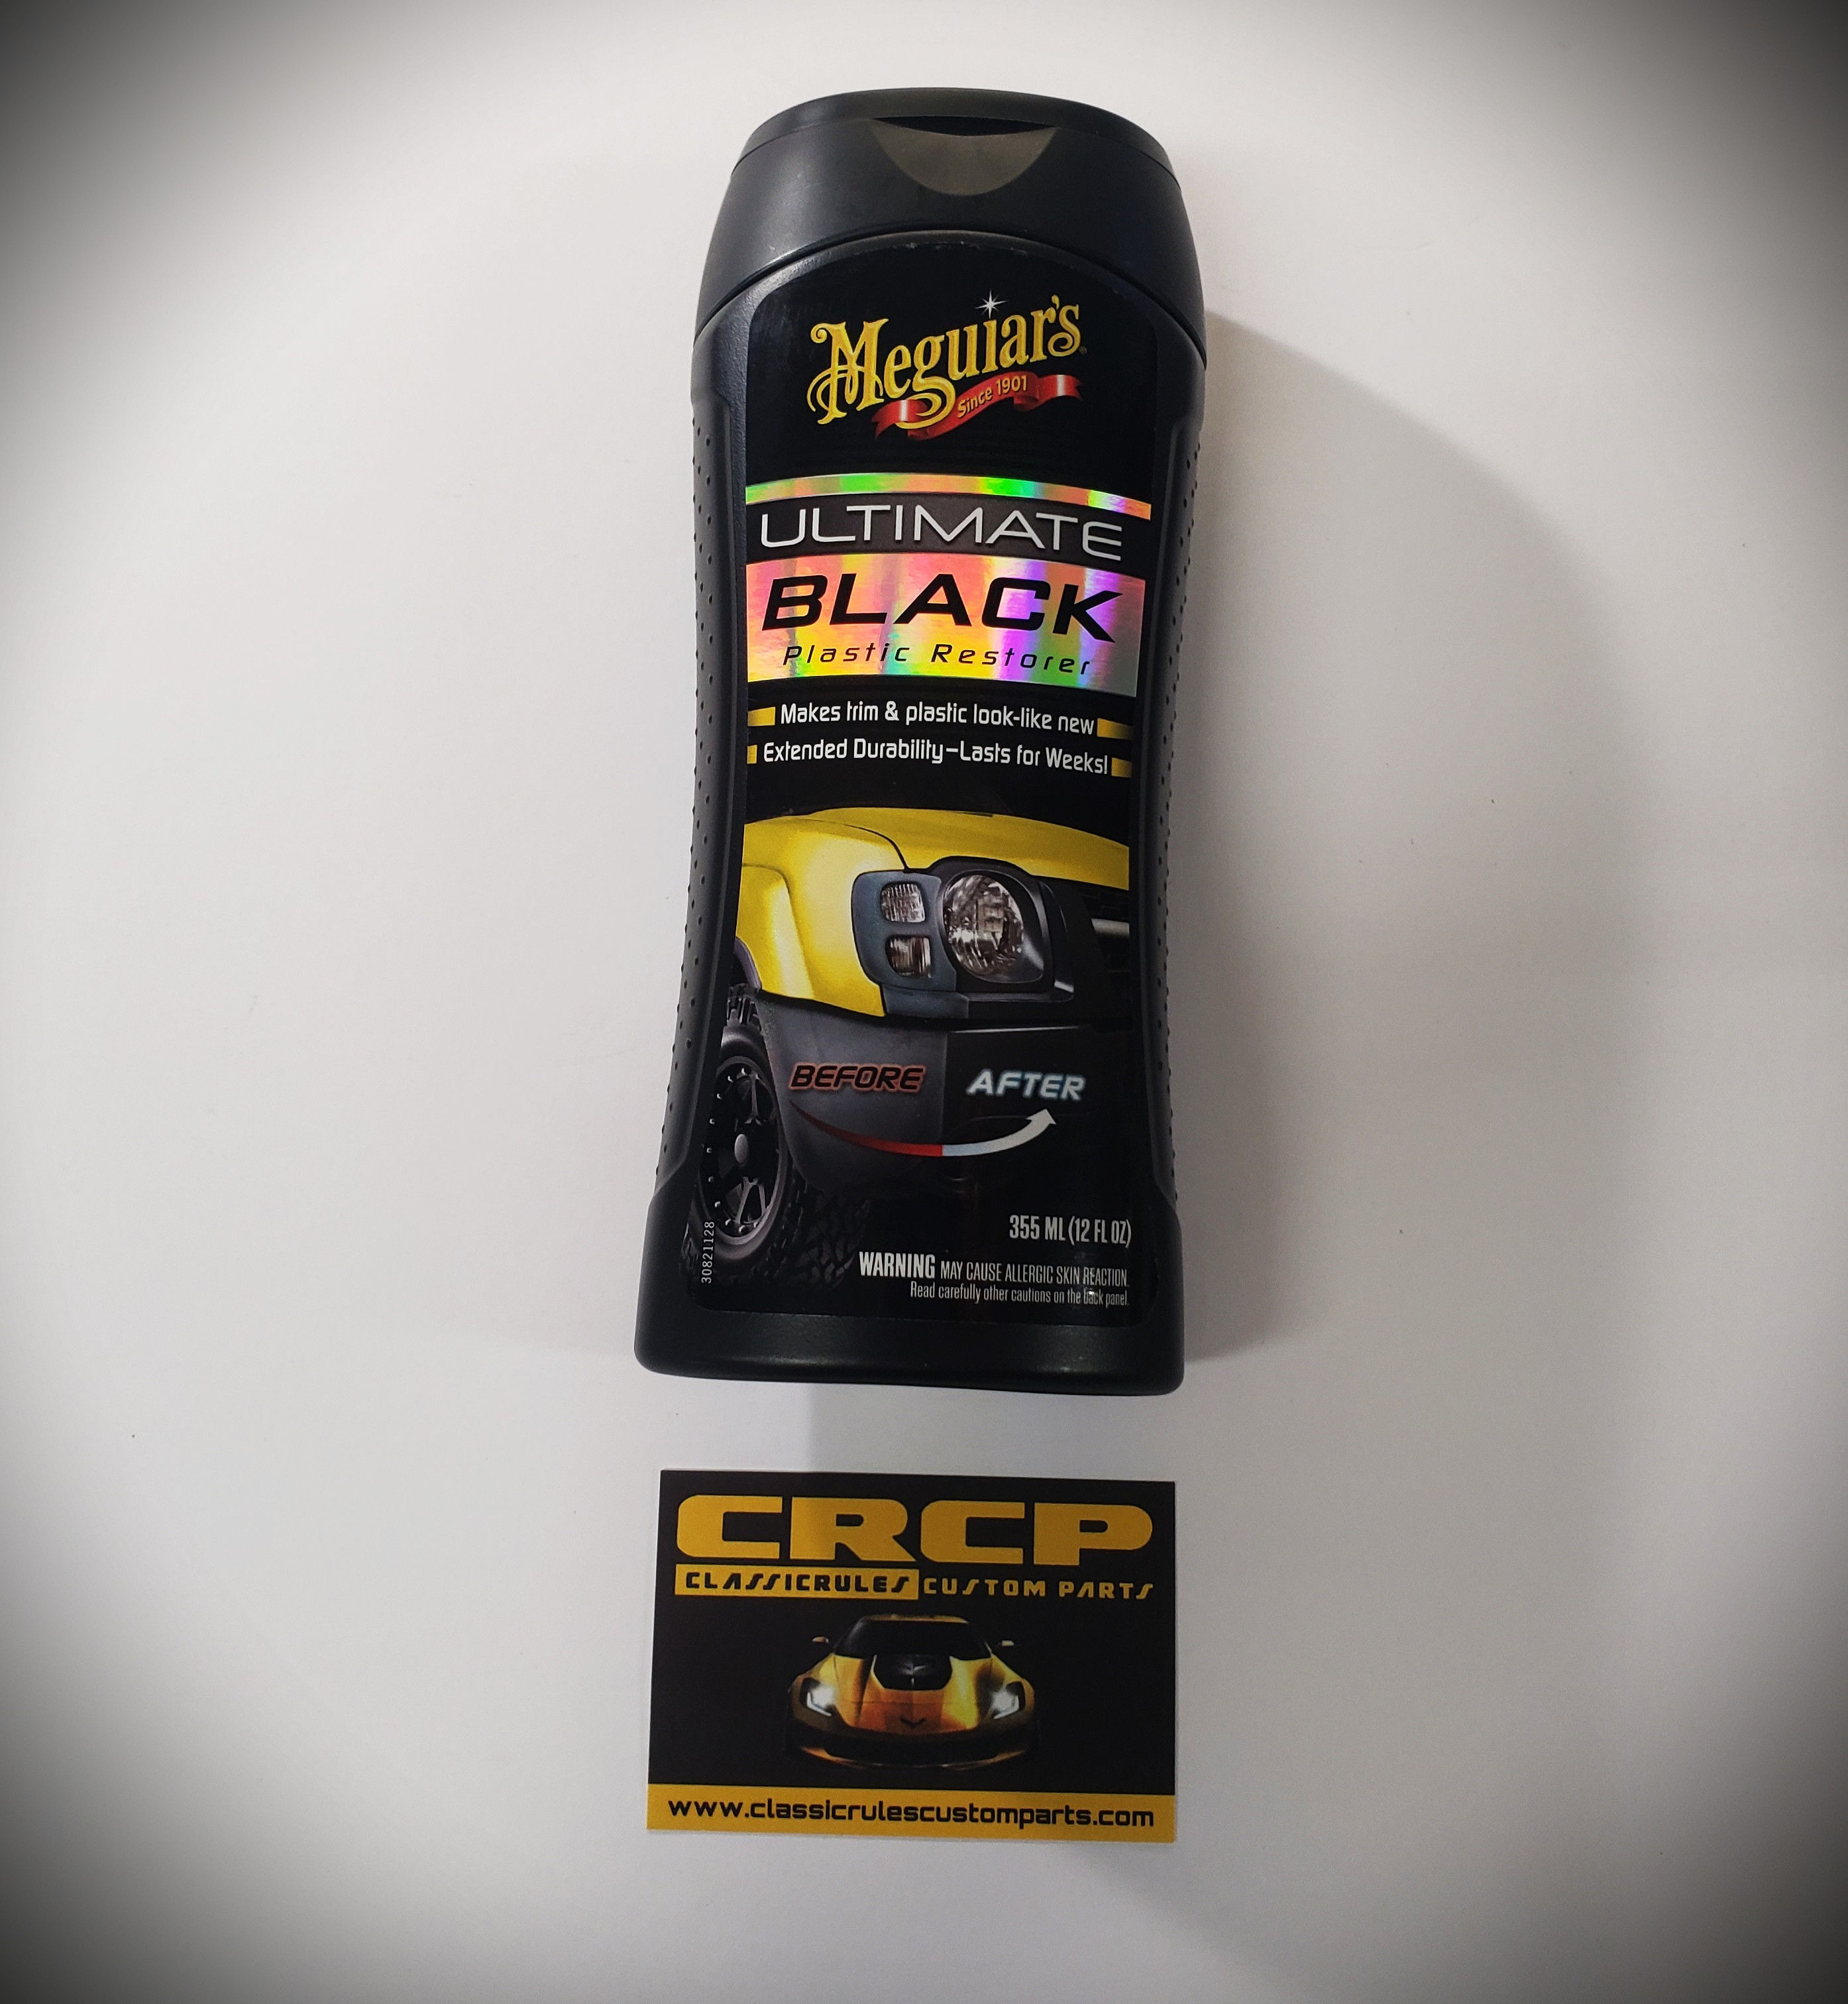 Meguiar's
Since 1901
ULTIMATE
BLACK
Plastic Restorer
Makes trim & plastic look-like new
Extended Durability–Lasts for Weeks!
BEFORE AFTER
355 ML (12 FL OZ)
WARNING MAY CAUSE ALLERGIC SKIN REACTION.
Read carefully other cautions on the back panel.
30821128
CRCP
CLASSICRULES CUSTOM PARTS
www.classicrulescustomparts.com